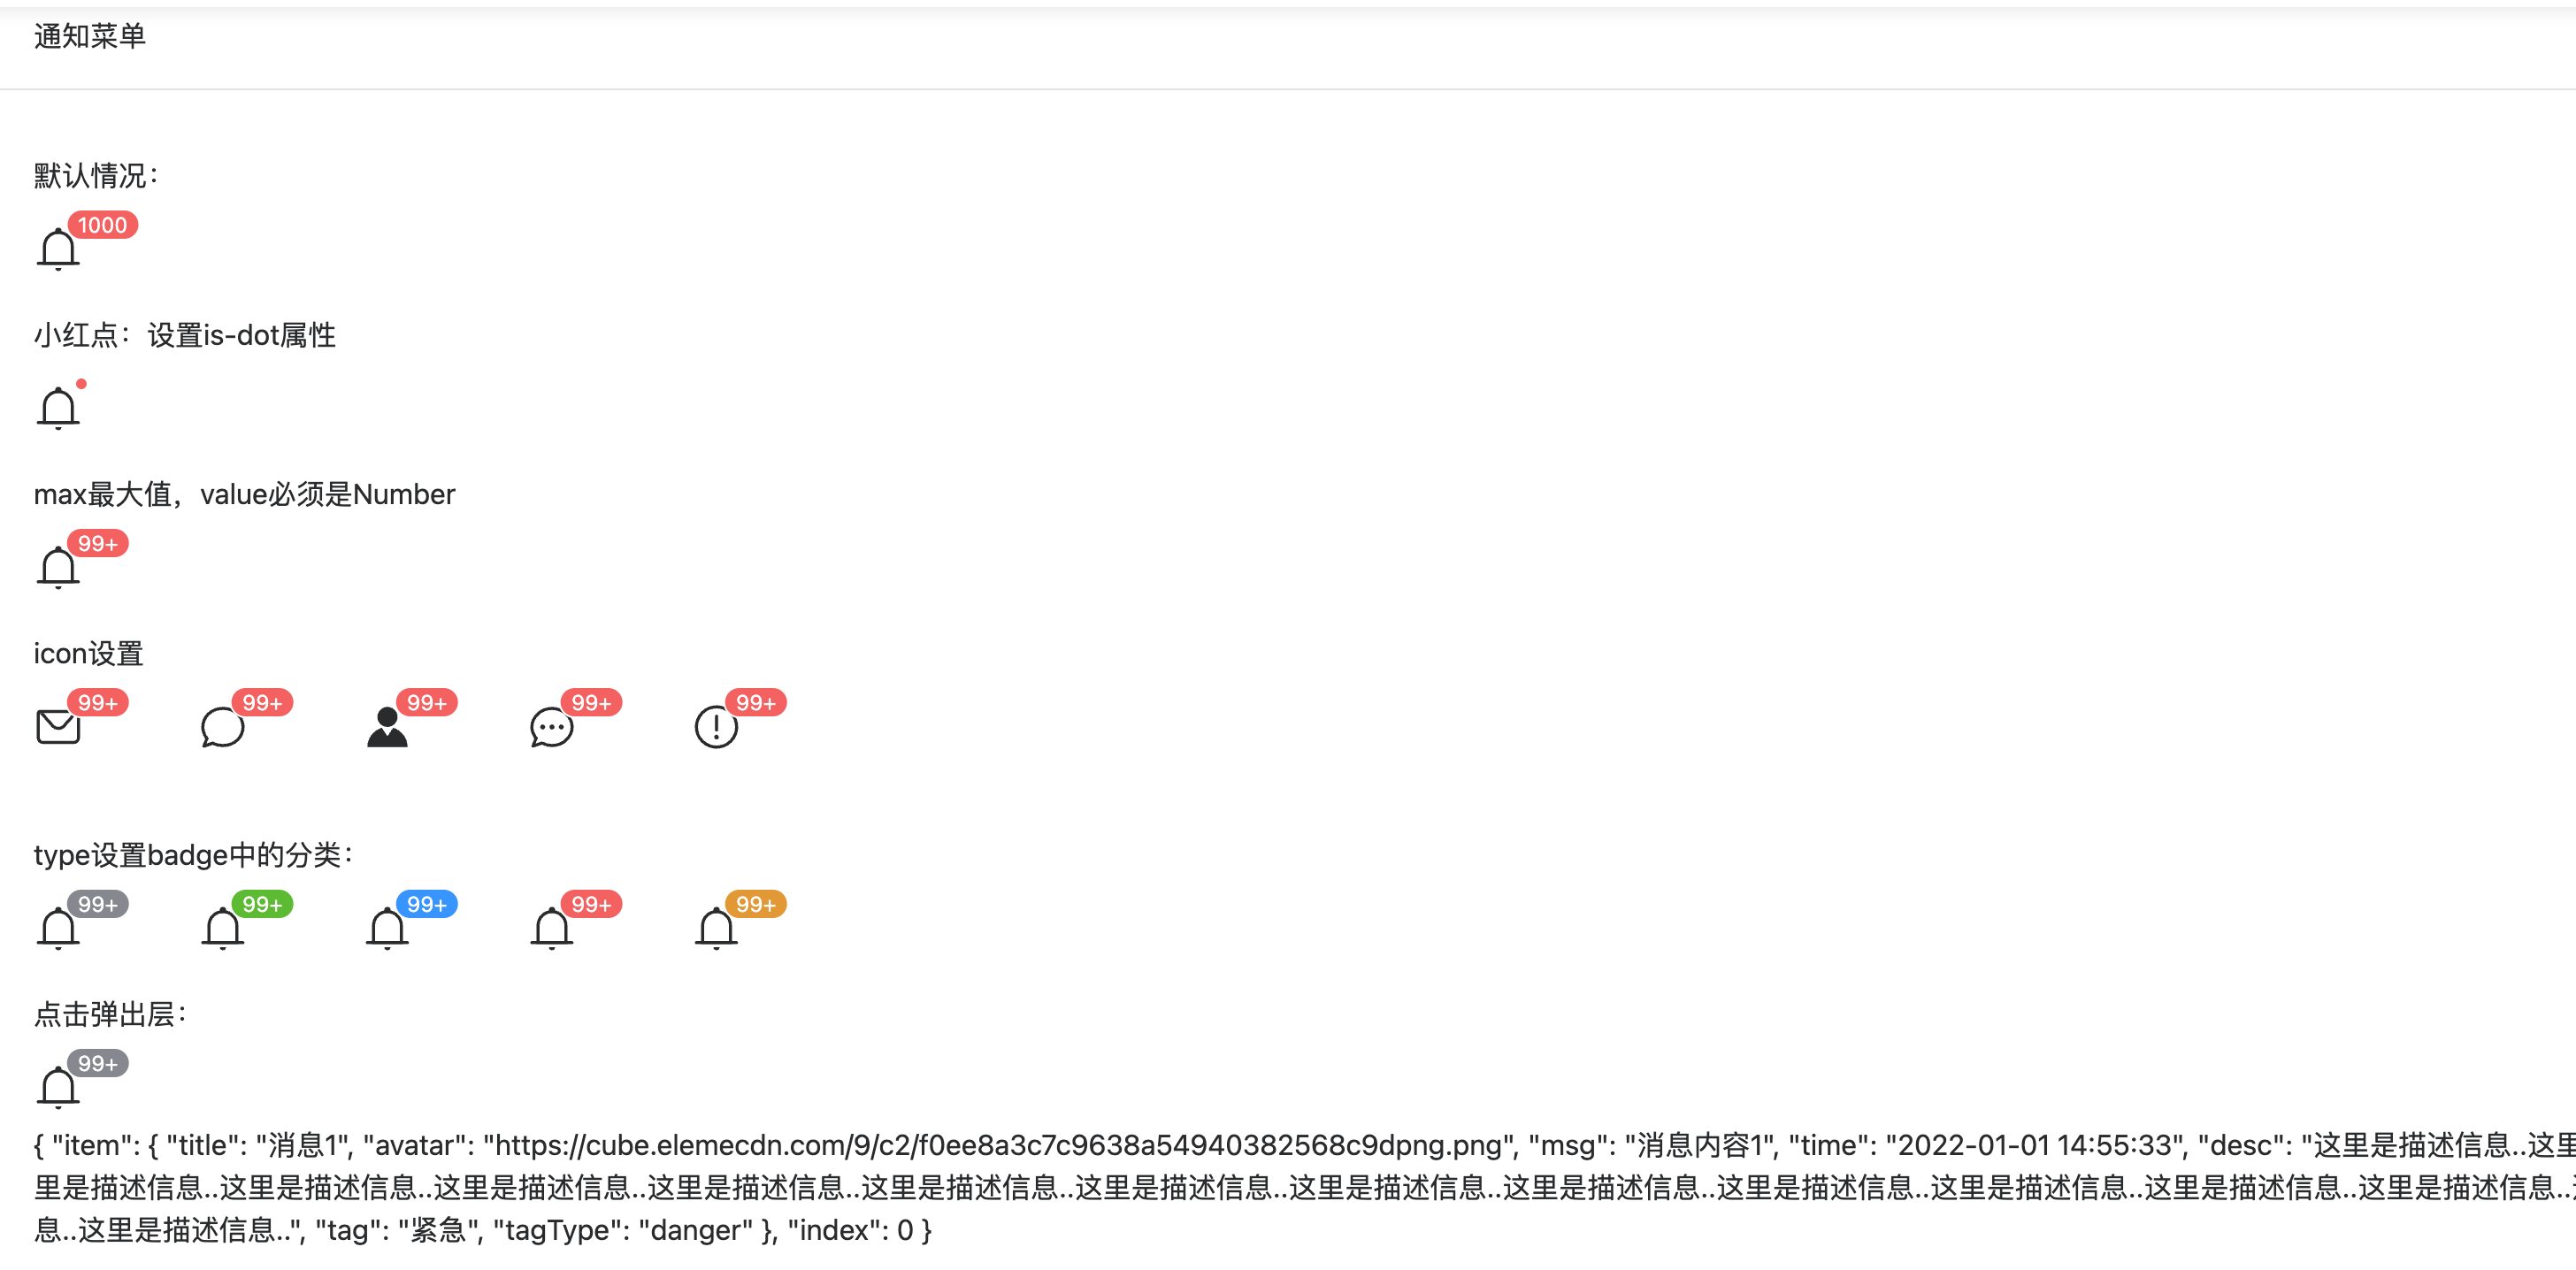 通知菜单
默认情况：
1000
小红点：设置is-dot属性
max最大值，value必须是Number
99+
icon设置
99+ 99+ 99+ 99+ 99+
type设置badge中的分类：
99+ 99+ 99+ 99+ 99+
点击弹出层：
99+
{ "item": { "title": "消息1", "avatar": "https://cube.elemecdn.com/9/c2/f0ee8a3c7c9638a54940382568c9dpng.png", "msg": "消息内容1", "time": "2022-01-01 14:55:33", "desc": "这里是描述信息..这里
里是描述信息..这里是描述信息..这里是描述信息..这里是描述信息..这里是描述信息..这里是描述信息..这里是描述信息..这里是描述信息..这里是描述信息..这里是描述信息..这里是描述信息..这里是描述信息..
息..这里是描述信息..", "tag": "紧急", "tagType": "danger" }, "index": 0 }